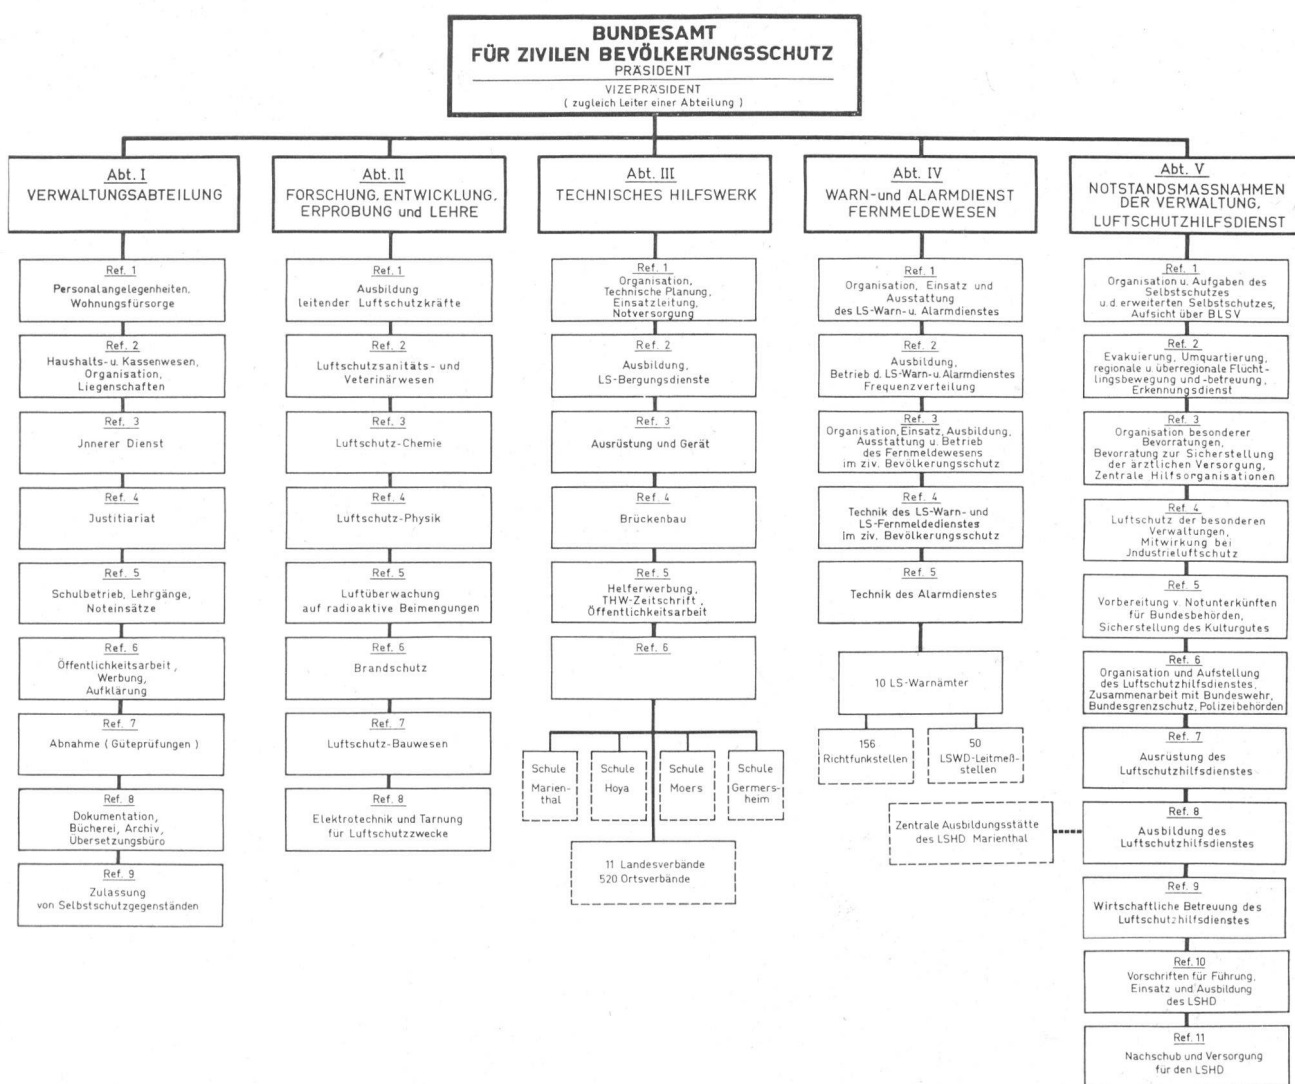 BUNDESAMT
FÜR ZIVILEN BEVÖLKERUNGSSCHUTZ
PRÄSIDENT
VIZEPRÄSIDENT
( zugleich Leiter einer Abteilung )
Abt. I
VERWALTUNGSABTEILUNG
Ref. 1
Personalangelegenheiten,
Wohnungsfürsorge
Ref. 2
Haushalts- u. Kassenwesen,
Organisation,
Liegenschaften
Ref. 3
Jnnerer Dienst
Ref. 4
Justitiariat
Ref. 5
Schulbetrieb, Lehrgänge,
Noteinsätze
Ref. 6
Öffentlichkeitsarbeit,
Werbung,
Aufklärung
Ref. 7
Abnahme ( Güteprüfungen )
Ref. 8
Dokumentation,
Bücherei, Archiv,
Übersetzungsbüro
Ref. 9
Zulassung
von Selbstschutzgegenständen
Abt. II
FORSCHUNG, ENTWICKLUNG,
ERPROBUNG und LEHRE
Ref. 1
Ausbildung
leitender Luftschutzkräfte
Ref. 2
Luftschutzsanitäts- und
Veterinärwesen
Ref. 3
Luftschutz-Chemie
Ref. 4
Luftschutz-Physik
Ref. 5
Luftüberwachung
auf radioaktive Beimengungen
Ref. 6
Brandschutz
Ref. 7
Luftschutz-Bauwesen
Ref. 8
Elektrotechnik und Tarnung
für Luftschutzzwecke
Abt. III
TECHNISCHES HILFSWERK
Ref. 1
Organisation,
Technische Planung,
Einsatzleitung,
Notversorgung
Ref. 2
Ausbildung,
LS-Bergungsdienste
Ref. 3
Ausrüstung und Gerät
Ref. 4
Brückenbau
Ref. 5
Helferwerbung,
THW-Zeitschrift,
Öffentlichkeitsarbeit
Ref. 6
Schule
Marien-
thal
Schule
Hoya
Schule
Moers
Schule
Germers-
heim
11 Landesverbände
520 Ortsverbände
Abt. IV
WARN-und ALARMDIENST
FERNMELDEWESEN
Ref. 1
Organisation, Einsatz und
Ausstattung
des LS-Warn- u. Alarmdienstes
Ref. 2
Ausbildung,
Betrieb d. LS-Warn- u. Alarmdienstes
Frequenzverteilung
Ref. 3
Organisation, Einsatz, Ausbildung,
Ausstattung u. Betrieb
des Fernmeldewesens
im ziv. Bevölkerungsschutz
Ref. 4
Technik des LS-Warn- und
LS-Fernmeldedienstes
Im ziv. Bevölkerungsschutz
Ref. 5
Technik des Alarmdienstes
10 LS-Warnämter
156
Richtfunkstellen
50
LSWD-Leitmeß-
stellen
Zentrale Ausbildungsstätte
des LSHD Marienthal
Abt. V
NOTSTANDSMASSNAHMEN
DER VERWALTUNG,
LUFTSCHUTZHILFSDIENST
Ref. 1
Organisation u. Aufgaben des
Selbstschutzes
u. d. erweiterten Selbstschutzes,
Aufsicht über BLSV
Ref. 2
Evakuierung, Umquartierung,
regionale u. überregionale Flücht-
lingsbewegung und -betreuung,
Erkennungsdienst
Ref. 3
Organisation besonderer
Bevorratungen,
Bevorratung zur Sicherstellung
der ärztlichen Versorgung,
Zentrale Hilfsorganisationen
Ref. 4
Luftschutz der besonderen
Verwaltungen,
Mitwirkung bei
Jndustrieluftschutz
Ref. 5
Vorbereitung v. Notunterkünften
für Bundesbehörden,
Sicherstellung des Kulturgutes
Ref. 6
Organisation und Aufstellung
des Luftschutzhilfsdienstes,
Zusammenarbeit mit Bundeswehr,
Bundesgrenzschutz, Polizeibehörden
Ref. 7
Ausrüstung des
Luftschutzhilfsdienstes
Ref. 8
Ausbildung des
Luftschutzhilfsdienstes
Ref. 9
Wirtschaftliche Betreuung des
Luftschutzhilfsdienstes
Ref. 10
Vorschriften für Führung,
Einsatz und Ausbildung
des LSHD
Ref. 11
Nachschub und Versorgung
für den LSHD